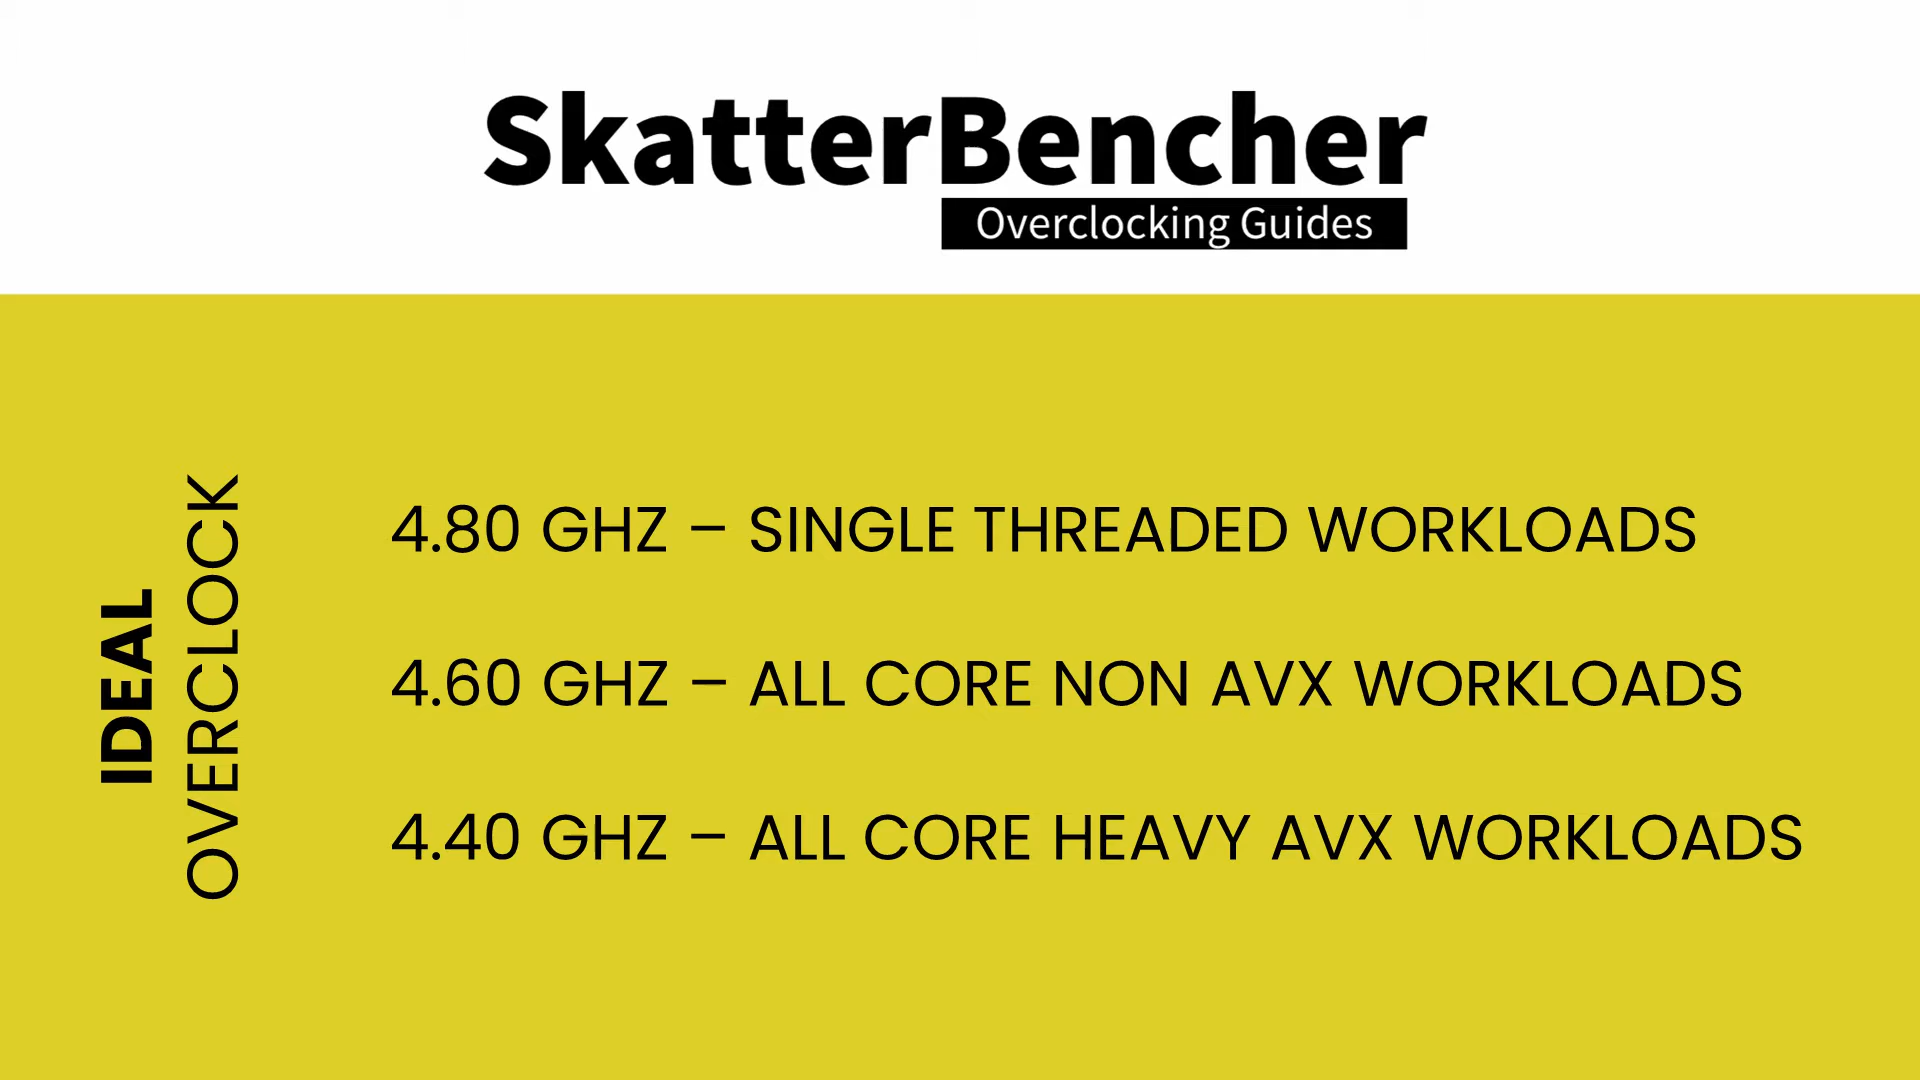 SkatterBencher
Overclocking Guides
IDEAL
OVERCLOCK
4.80 GHZ – SINGLE THREADED WORKLOADS
4.60 GHZ – ALL CORE NON AVX WORKLOADS
4.40 GHZ – ALL CORE HEAVY AVX WORKLOADS